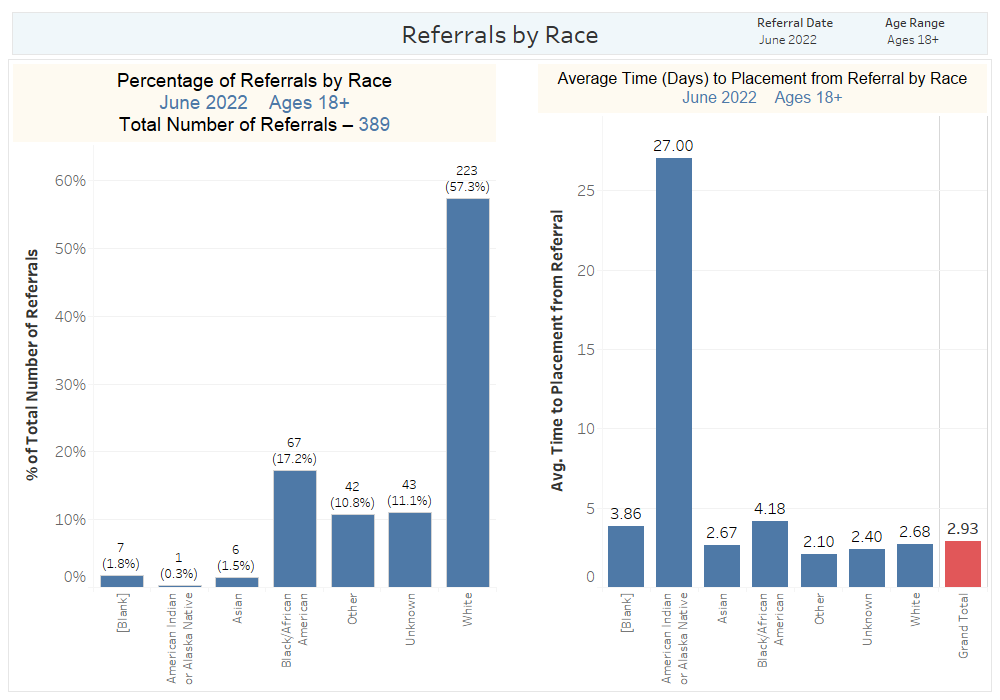 Referrals by Race
Referral Date
June 2022
Age Range
Ages 18+
Percentage of Referrals by Race
June 2022 Ages 18+
Total Number of Referrals – 389
% of Total Number of Referrals
60%
50%
40%
30%
20%
10%
0%
7
(1.8%)
1
(0.3%)
6
(1.5%)
67
(17.2%)
42
(10.8%)
43
(11.1%)
223
(57.3%)
[Blank]
American Indian
or Alaska Native
Asian
Black/African
American
Other
Unknown
White
Average Time (Days) to Placement from Referral by Race
June 2022 Ages 18+
Avg. Time to Placement from Referral
25
20
15
10
5
0
3.86
27.00
2.67
4.18
2.10
2.40
2.68
2.93
[Blank]
American Indian
or Alaska Native
Asian
Black/African
American
Other
Unknown
White
Grand Total